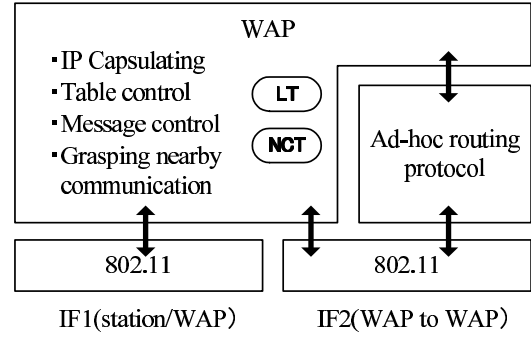 WAP
・IP Capsulating
・Table control
・Message control
・Grasping nearby
communication
LT
NCT
Ad-hoc routing
protocol
802.11
802.11
IF1(station/WAP)
IF2(WAP to WAP)